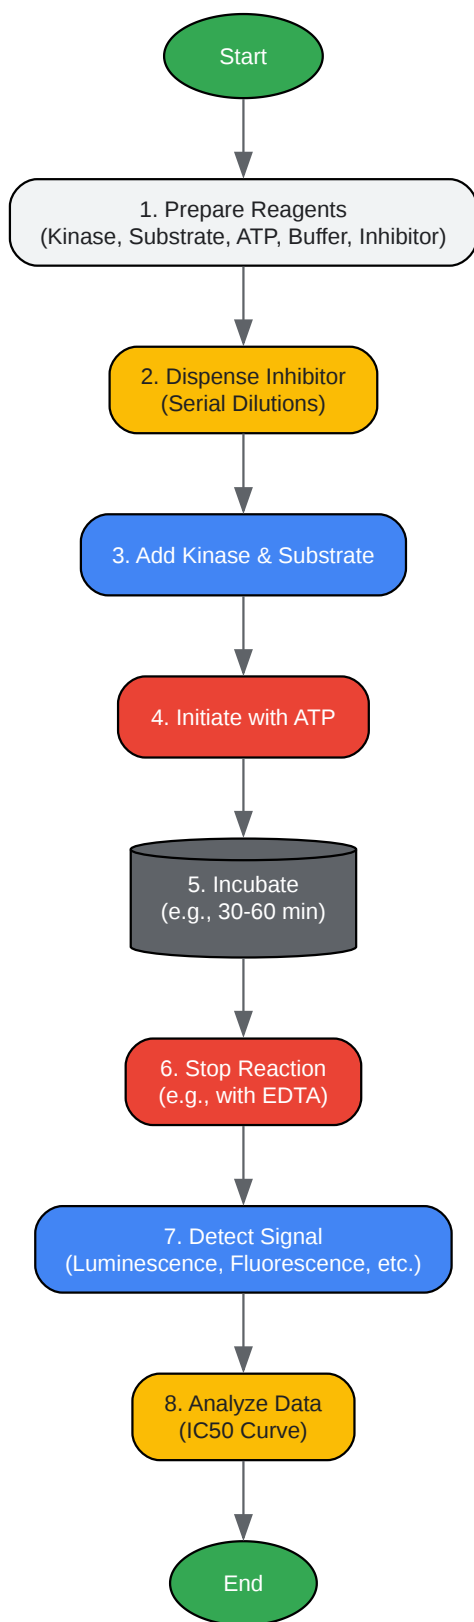 Start
1. Prepare Reagents
(Kinase, Substrate, ATP, Buffer, Inhibitor)
2. Dispense Inhibitor
(Serial Dilutions)
3. Add Kinase & Substrate
4. Initiate with ATP
5. Incubate
(e.g., 30-60 min)
6. Stop Reaction
(e.g., with EDTA)
7. Detect Signal
(Luminescence, Fluorescence, etc.)
8. Analyze Data
(IC50 Curve)
End